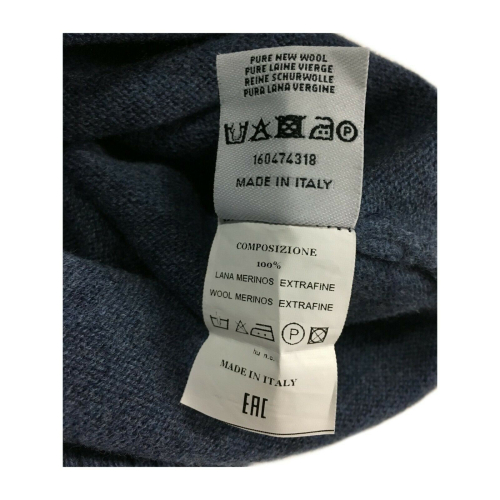 PURE NEW WOOL
PURE LAINE VIERGE
REINE SCHURWOLLE
PURA LANA VERGINE
P
160474318
MADE IN ITALY
COMPOSIZIONE
100%
LANA MERINOS EXTRAFINE
WOOL MERINOS EXTRAFINE
P
MADE IN ITALY
EAC